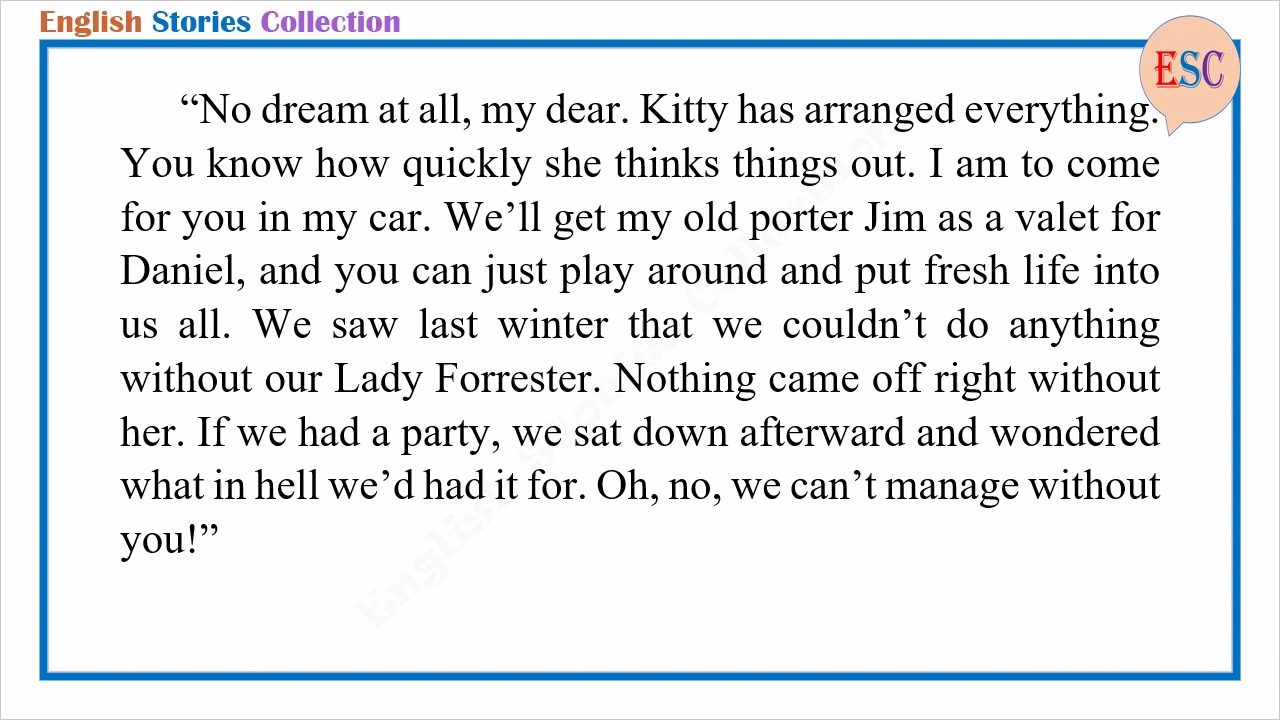 English Stories Collection
ESC
“No dream at all, my dear. Kitty has arranged everything.
You know how quickly she thinks things out. I am to come
for you in my car. We’ll get my old porter Jim as a valet for
Daniel, and you can just play around and put fresh life into
us all. We saw last winter that we couldn’t do anything
without our Lady Forrester. Nothing came off right without
her. If we had a party, we sat down afterward and wondered
what in hell we’d had it for. Oh, no, we can’t manage without
you!”
English Stories Collection